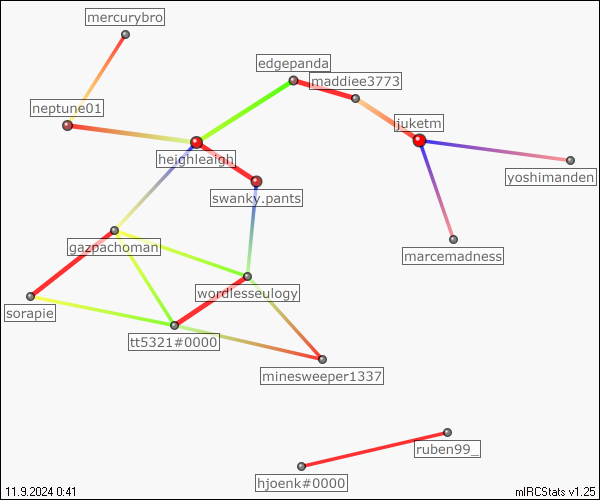 mercurybro
edgepanda
maddiee3773
neptune01
juketm
heighleaigh
yoshimanden
swanky.pants
gazpachoman
marcemadness
wordlesseulogy
sorapie
tt5321#0000
minesweeper1337
ruben99_
hjoenk#0000
11.9.2024 0:41
mIRCStats v1.25